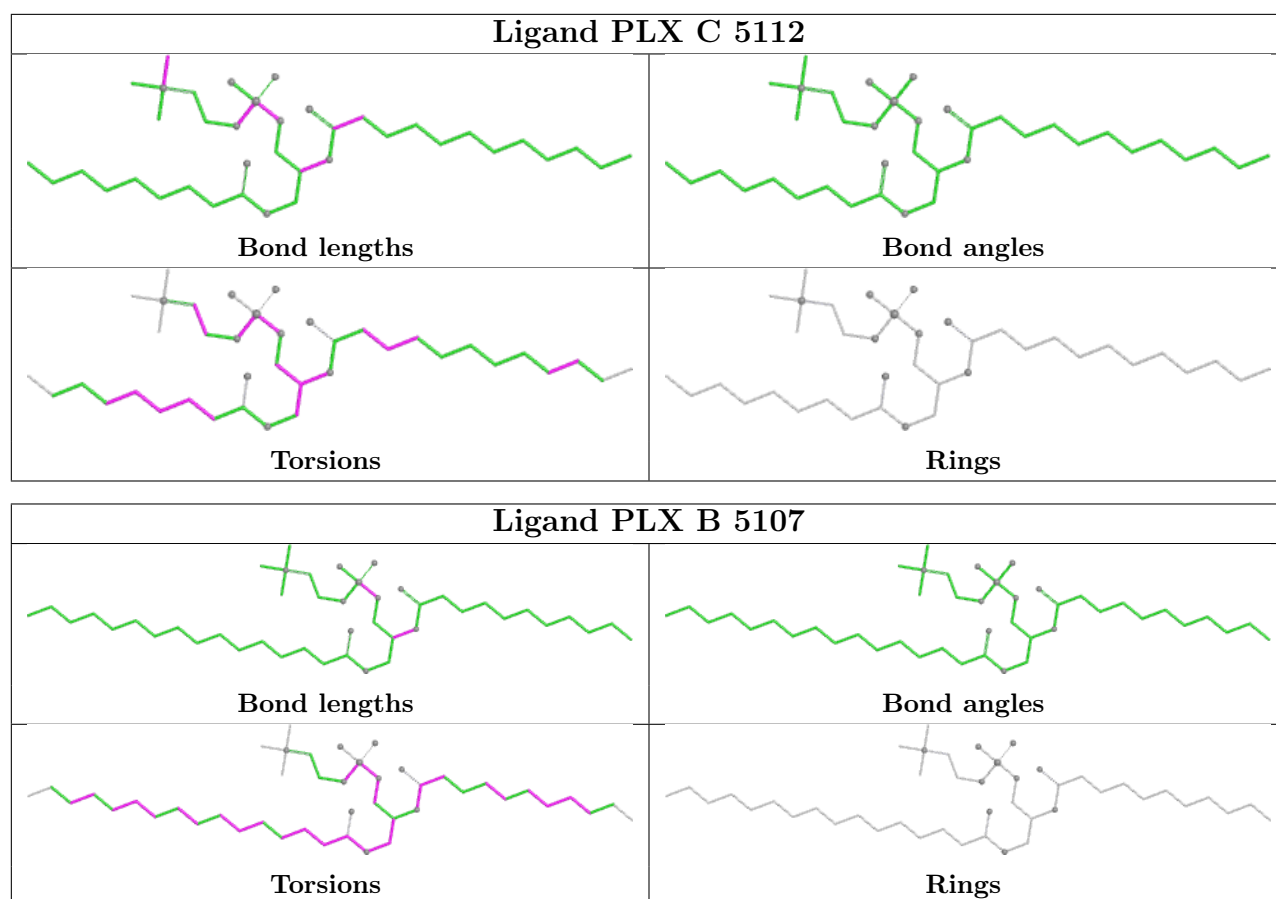 Ligand PLX C 5112
Bond lengths
Bond angles
Torsions
Rings
Ligand PLX B 5107
Bond lengths
Bond angles
Torsions
Rings